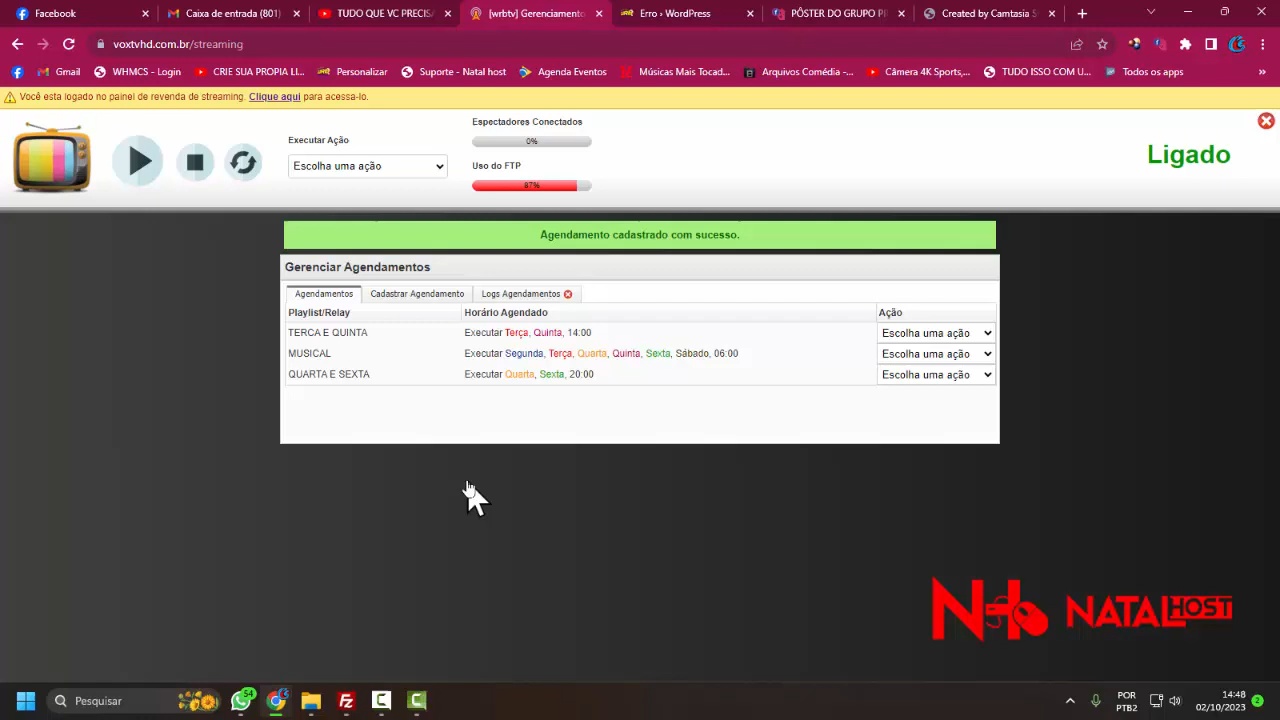 Facebook
Caixa de entrada (801)
TUDO QUE VC PRECISA
[wrbtv] Gerenciamento
Erro › WordPress
PÔSTER DO GRUPO PI
Created by Camtasia S
voxtvhd.com.br/streaming
Gmail
WHMCS - Login
CRIE SUA PROPIA LI...
Personalizar
Suporte - Natal host
Agenda Eventos
Músicas Mais Tocad...
Arquivos Comédia,-...
Câmera 4K Sports,...
TUDO ISSO COM U...
Todos os apps
»
Você esta logado no painel de revenda de streaming. Clique aqui para acessa-lo.
Executar Ação
Escolha uma ação
Espectadores Conectados
0%
Uso do FTP
87%
Ligado
Agendamento cadastrado com sucesso.
Gerenciar Agendamentos
Agendamentos
Cadastrar Agendamento
Logs Agendamentos
Playlist/Relay
Horário Agendado
Ação
TERCA E QUINTA
Executar Terça, Quinta, 14:00
Escolha uma ação
MUSICAL
Executar Segunda, Terça, Quarta, Quinta, Sexta, Sábado, 06:00
Escolha uma ação
QUARTA E SEXTA
Executar Quarta, Sexta, 20:00
Escolha uma ação
NATAL HOST
Pesquisar
54
POR
PTB2
14:48
02/10/2023
2